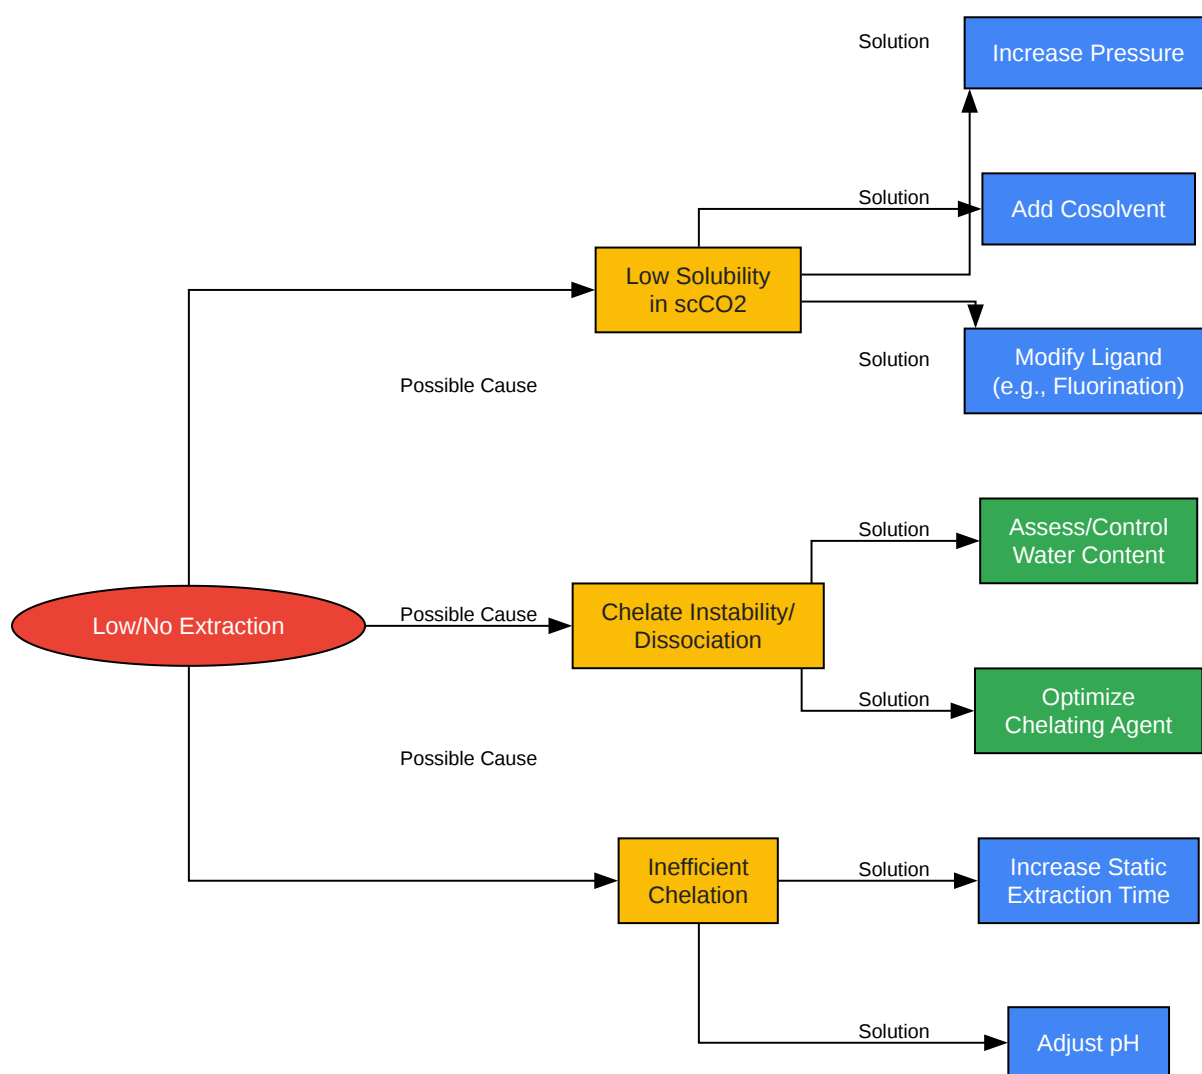 Solution
Increase Pressure
Solution
Add Cosolvent
Low Solubility
in scCO2
Solution
Modify Ligand
(e.g., Fluorination)
Possible Cause
Solution
Assess/Control
Water Content
Low/No Extraction
Possible Cause
Chelate Instability/
Dissociation
Solution
Optimize
Chelating Agent
Possible Cause
Inefficient
Chelation
Solution
Increase Static
Extraction Time
Solution
Adjust pH